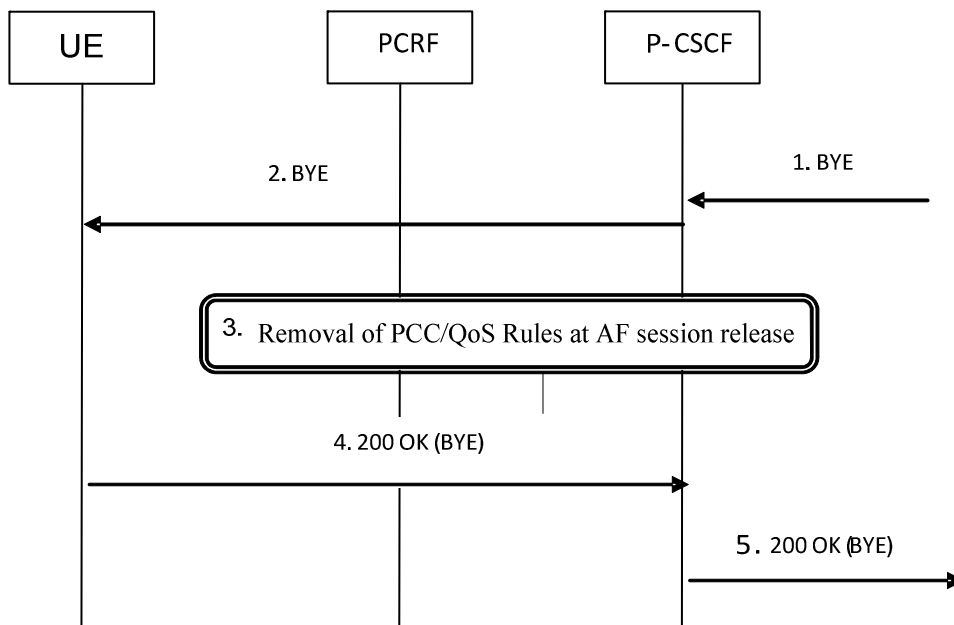 UE
PCRF
P-CSCF
1. BYE
2. BYE
3. Removal of PCC/QoS Rules at AF session release
4. 200 OK (BYE)
5. 200 OK (BYE)